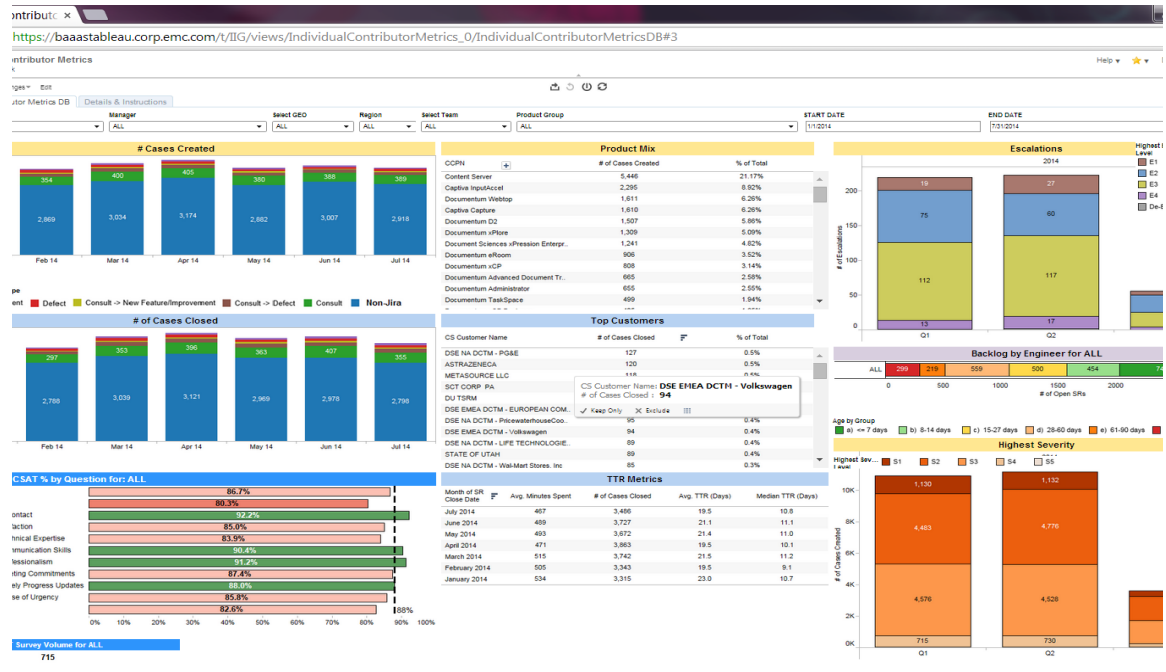 ontributc ×
https://baaastableau.corp.emc.com/t/IIG/views/IndividualContributorMetrics_0/IndividualContributorMetricsDB#3
ontributor Metrics
Help
nges Edit
utor Metrics DB Details & Instructions
Manager Select GEO Region Select Team Product Group START DATE END DATE
ALL ALL ALL ALL ALL 1/1/2014 7/31/2014
# Cases Created
354 400 405 380 388 389
2,869 3,034 3,174 2,882 3,007 2,918
Feb 14 Mar 14 Apr 14 May 14 Jun 14 Jul 14
pe
ent Defect Consult -> New Feature/Improvement Consult -> Defect Consult Non-Jira
# of Cases Closed
297 353 396 363 407 355
2,788 3,039 3,121 2,969 2,978 2,798
Feb 14 Mar 14 Apr 14 May 14 Jun 14 Jul 14
CSAT % by Question for: ALL
86.7%
80.3%
ontact 92.2%
faction 85.0%
hnical Expertise 83.9%
mmunication Skills 90.4%
fessionalism 91.2%
eting Commitments 87.4%
ely Progress Updates 88.0%
se of Urgency 85.8%
82.6%
88%
0% 10% 20% 30% 40% 50% 60% 70% 80% 90% 100%
Survey Volume for ALL
715
Product Mix
CCPN + # of Cases Created % of Total
Content Server 5,446 21.17%
Captiva InputAccel 2,295 8.92%
Documentum Webtop 1,611 6.26%
Captiva Capture 1,610 6.26%
Documentum D2 1,507 5.86%
Documentum xPlore 1,309 5.09%
Document Sciences xPression Enterpr.. 1,241 4.82%
Documentum eRoom 906 3.52%
Documentum xCP 808 3.14%
Documentum Advanced Document Tr.. 665 2.58%
Documentum Administrator 655 2.55%
Documentum TaskSpace 499 1.94%
Top Customers
CS Customer Name # of Cases Closed % of Total
DSE NA DCTM - PG&E 127 0.5%
ASTRAZENECA 120 0.5%
METASOURCE LLC 118 0.5%
SCT CORP PA
DU TSRM
DSE EMEA DCTM - EUROPEAN COM..
DSE NA DCTM - PricewaterhouseCoo.. 95 0.4%
DSE EMEA DCTM - Volkswagen 94 0.4%
DSE NA DCTM - LIFE TECHNOLOGIE.. 89 0.4%
STATE OF UTAH 89 0.4%
DSE NA DCTM - Wal-Mart Stores. Inc 85 0.3%
CS Customer Name: DSE EMEA DCTM - Volkswagen
# of Cases Closed : 94
Keep Only Exclude
TTR Metrics
Month of SR Close Date Avg. Minutes Spent # of Cases Closed Avg. TTR (Days) Median TTR (Days)
July 2014 467 3,486 19.5 10.8
June 2014 469 3,727 21.1 11.1
May 2014 493 3,672 21.4 11.0
April 2014 471 3,863 19.5 10.1
March 2014 515 3,742 21.5 11.2
February 2014 505 3,343 19.5 9.1
January 2014 534 3,315 23.0 10.7
Escalations
2014
Highest
Level
E1
E2
E3
E4
De-E
# of Escalations
200
150
100
50
0
19 27
75 60
112 117
13 17
Q1 Q2
Backlog by Engineer for ALL
ALL 299 219 559 500 454 74
0 500 1000 1500 2000
# of Open SRs
Age by Group
a) <= 7 days b) 8-14 days c) 15-27 days d) 28-60 days e) 61-90 days
Highest Severity
Highest Sev... S1 S2 S3 S4 S5
Level
# of Cases Created
10K
8K
6K
4K
2K
0K
1,130 1,132
4,483 4,776
4,576 4,526
715 730
Q1 Q2